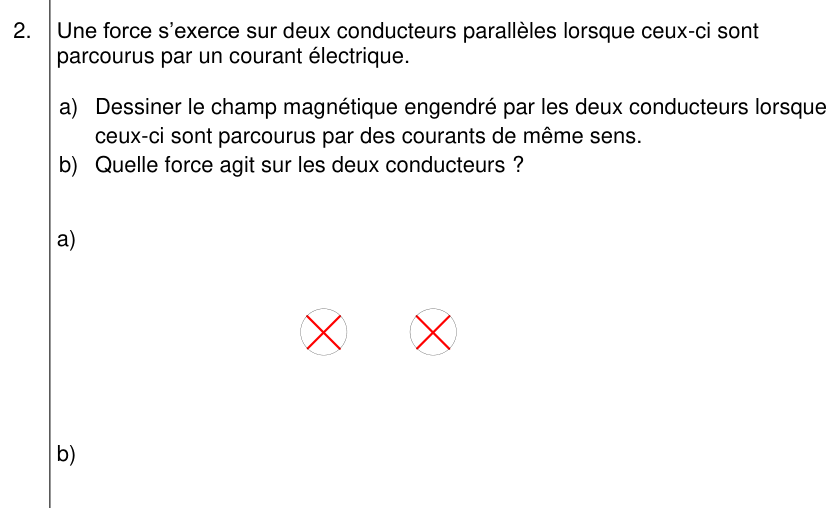 2. Une force s’exerce sur deux conducteurs parallèles lorsque ceux-ci sont
parcourus par un courant électrique.
a) Dessiner le champ magnétique engendré par les deux conducteurs lorsque
ceux-ci sont parcourus par des courants de même sens.
b) Quelle force agit sur les deux conducteurs ?
a)
b)